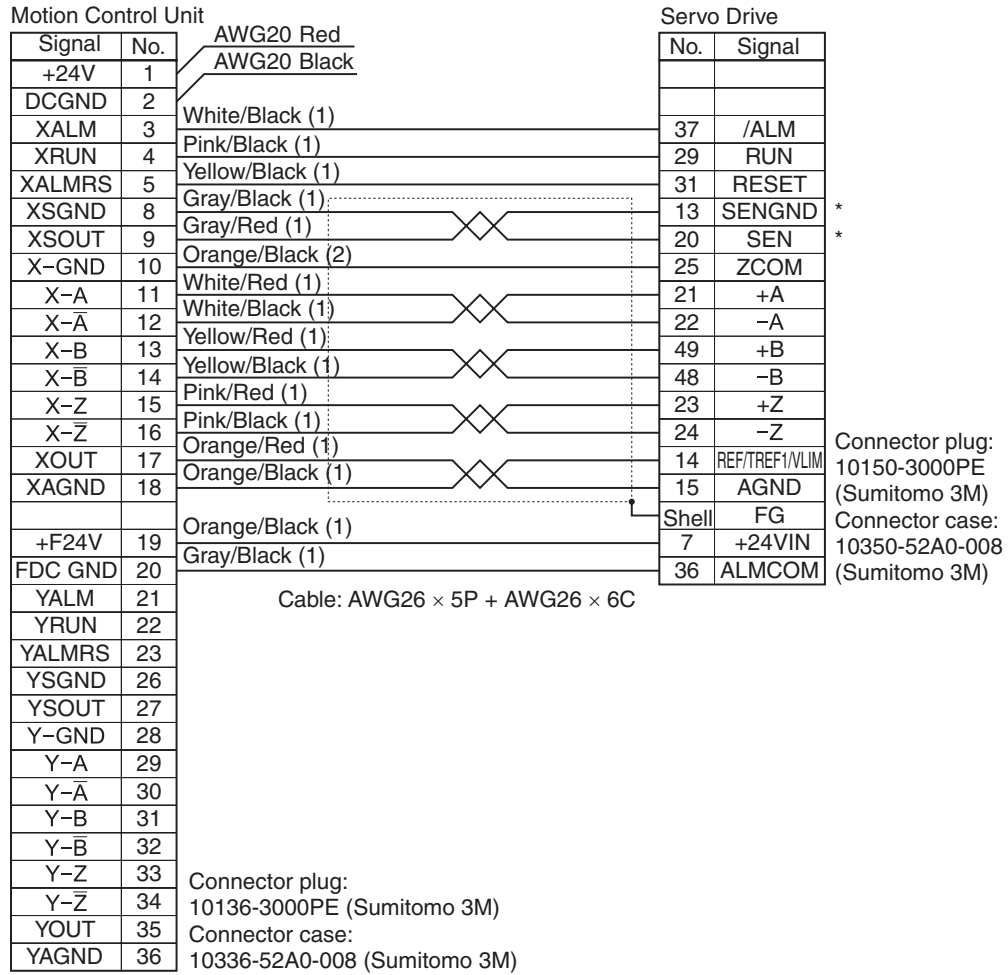 Motion Control Unit
Servo Drive
Signal No.
AWG20 Red
No. Signal
+24V 1
AWG20 Black
DCGND 2
White/Black (1)
XALM 3
37 /ALM
Pink/Black (1)
XRUN 4
29 RUN
Yellow/Black (1)
XALMRS 5
31 RESET
Gray/Black (1)
XSGND 8
13 SENGND *
Gray/Red (1)
XSOUT 9
20 SEN *
Orange/Black (2)
X−GND 10
25 ZCOM
White/Red (1)
X−A 11
21 +A
White/Black (1)
X−A̅ 12
22 −A
Yellow/Red (1)
X−B 13
49 +B
Yellow/Black (1)
X−B̅ 14
48 −B
Pink/Red (1)
X−Z 15
23 +Z
Pink/Black (1)
X−Z̅ 16
24 −Z
Orange/Red (1)
XOUT 17
14 REF/TREF1/VLIM
Orange/Black (1)
XAGND 18
15 AGND
Shell FG
Orange/Black (1)
+F24V 19
7 +24VIN
Gray/Black (1)
FDC GND 20
36 ALMCOM
Connector plug:
10150-3000PE
(Sumitomo 3M)
Connector case:
10350-52A0-008
(Sumitomo 3M)
Cable: AWG26 × 5P + AWG26 × 6C
YALM 21
YRUN 22
YALMRS 23
YSGND 26
YSOUT 27
Y−GND 28
Y−A 29
Y−A̅ 30
Y−B 31
Y−B̅ 32
Y−Z 33
Y−Z̅ 34
YOUT 35
YAGND 36
Connector plug:
10136-3000PE (Sumitomo 3M)
Connector case:
10336-52A0-008 (Sumitomo 3M)